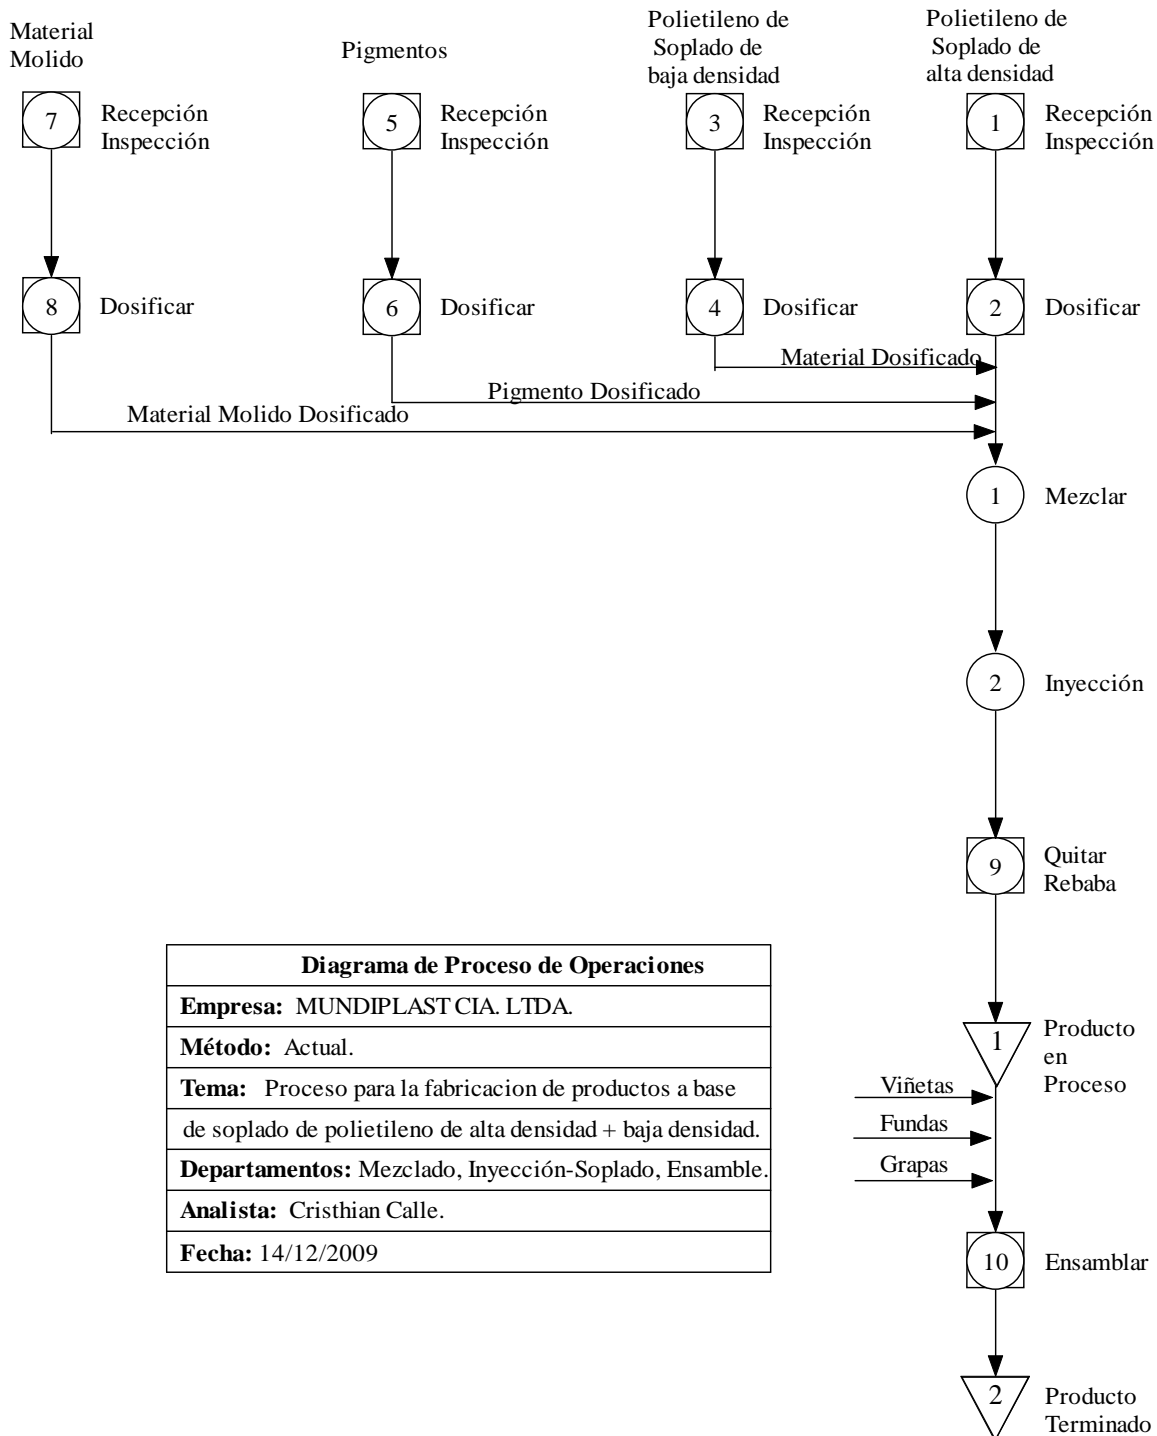 Material
Molido
Pigmentos
Polietileno de
Soplado de
baja densidad
Polietileno de
Soplado de
alta densidad
7
Recepción
Inspección
5
Recepción
Inspección
3
Recepción
Inspección
1
Recepción
Inspección
8
Dosificar
6
Dosificar
4
Dosificar
2
Dosificar
Material Dosificado
Pigmento Dosificado
Material Molido Dosificado
1
Mezclar
2
Inyección
9
Quitar
Rebaba
1
Producto
en
Proceso
Viñetas
Fundas
Grapas
10
Ensamblar
2
Producto
Terminado
Diagrama de Proceso de Operaciones
Empresa: MUNDIPLAST CIA. LTDA.
Método: Actual.
Tema: Proceso para la fabricacion de productos a base
de soplado de polietileno de alta densidad + baja densidad.
Departamentos: Mezclado, Inyección-Soplado, Ensamble.
Analista: Cristhian Calle.
Fecha: 14/12/2009